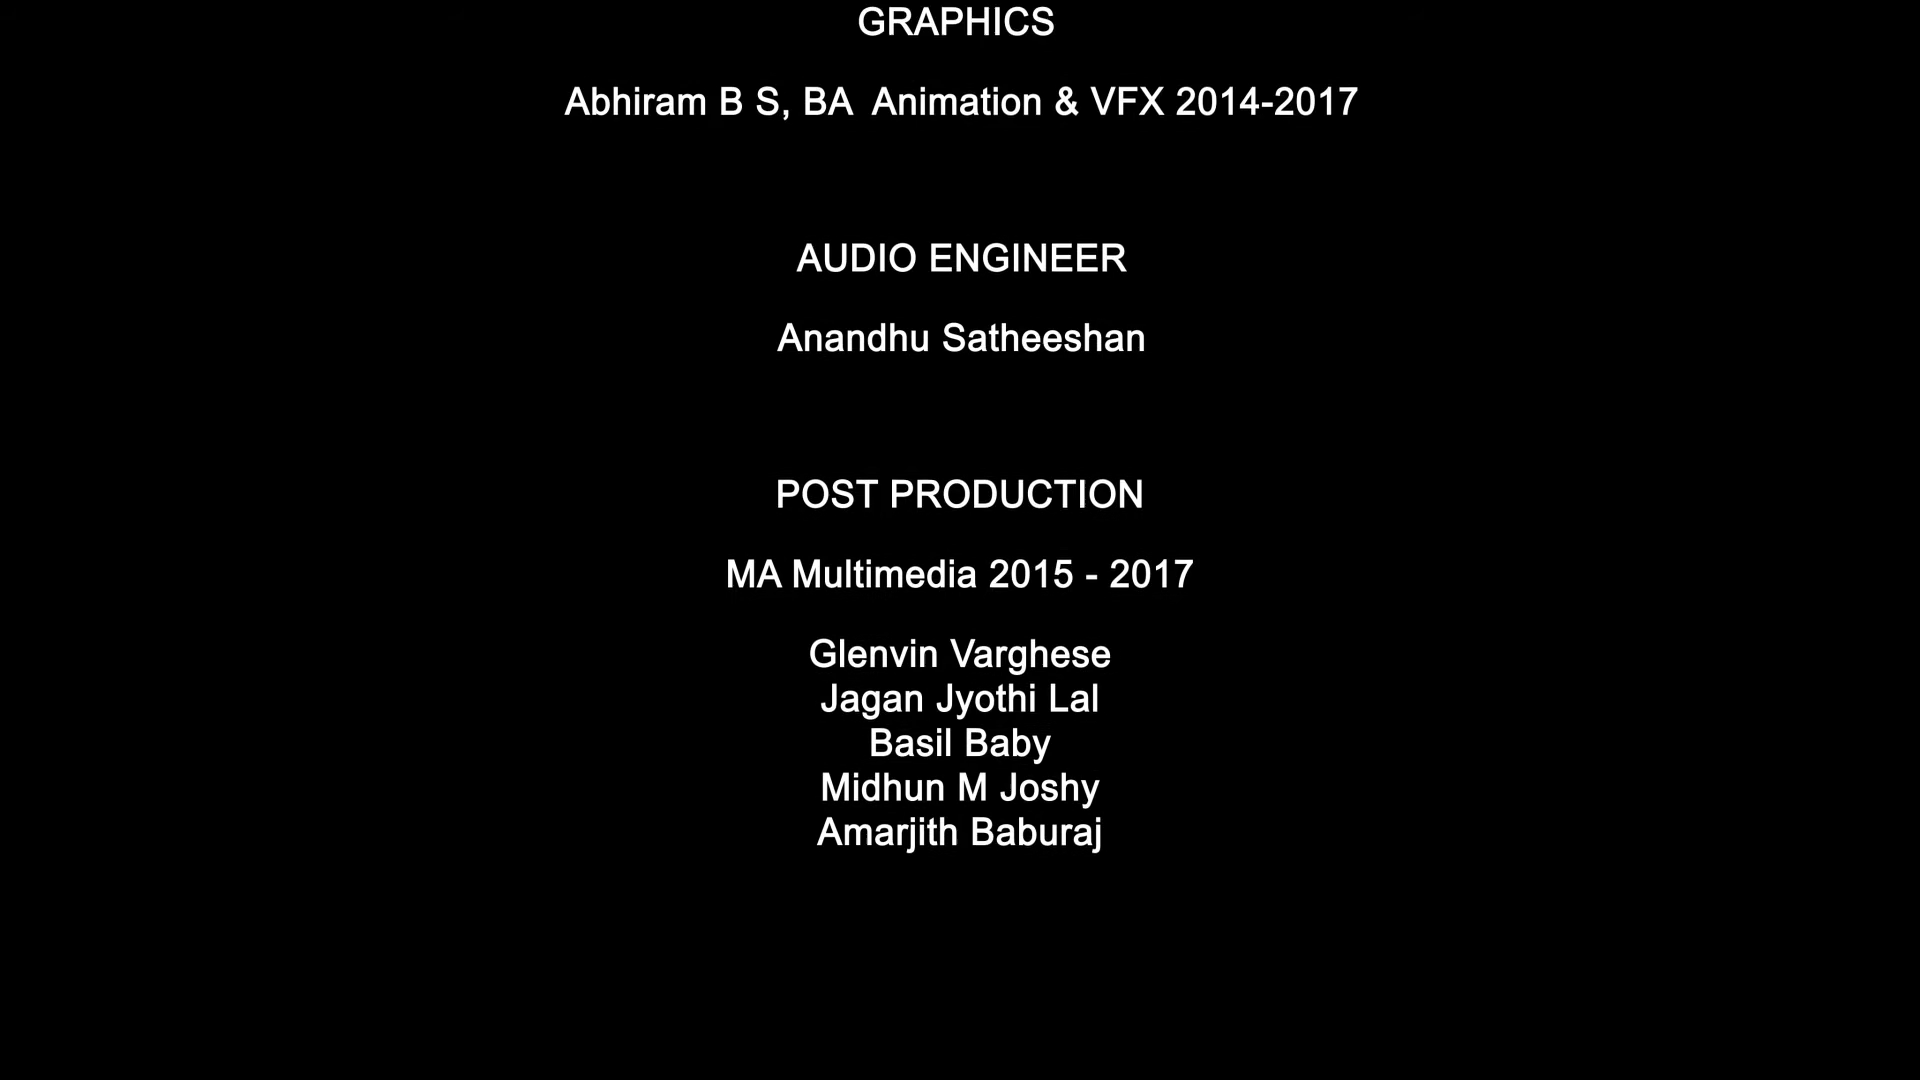 GRAPHICS
Abhiram B S, BA  Animation & VFX 2014-2017
AUDIO ENGINEER
Anandhu Satheeshan
POST PRODUCTION
MA Multimedia 2015 - 2017
Glenvin Varghese
Jagan Jyothi Lal
Basil Baby
Midhun M Joshy
Amarjith Baburaj